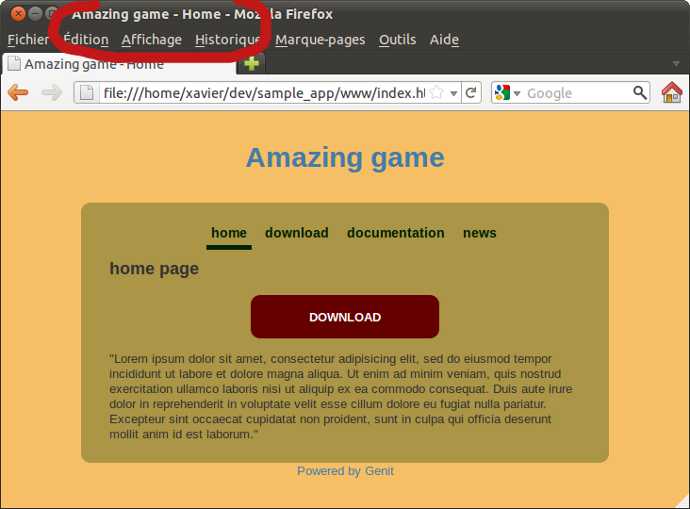 Amazing game - Home - Mozilla Firefox
Fichier Édition Affichage Historique Marque-pages Outils Aide
Amazing game - Home
file:///home/xavier/dev/sample_app/www/index.h Google
Amazing game
home download documentation news
home page
DOWNLOAD
"Lorem ipsum dolor sit amet, consectetur adipisicing elit, sed do eiusmod tempor
incididunt ut labore et dolore magna aliqua. Ut enim ad minim veniam, quis nostrud
exercitation ullamco laboris nisi ut aliquip ex ea commodo consequat. Duis aute irure
dolor in reprehenderit in voluptate velit esse cillum dolore eu fugiat nulla pariatur.
Excepteur sint occaecat cupidatat non proident, sunt in culpa qui officia deserunt
mollit anim id est laborum."
Powered by Genit